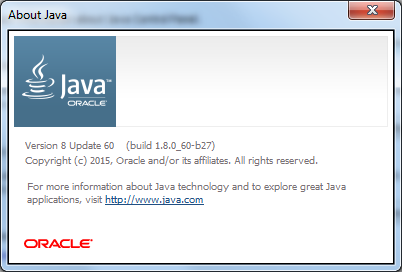 About Java
Java™
ORACLE
Version 8 Update 60 (build 1.8.0_60-b27)
Copyright (c) 2015, Oracle and/or its affiliates. All rights reserved.
For more information about Java technology and to explore great Java
applications, visit http://www.java.com
ORACLE®